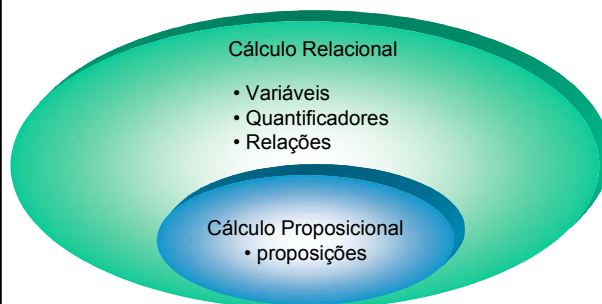 Cálculo Relacional
• Variáveis
• Quantificadores
• Relações
Cálculo Proposicional
• proposições